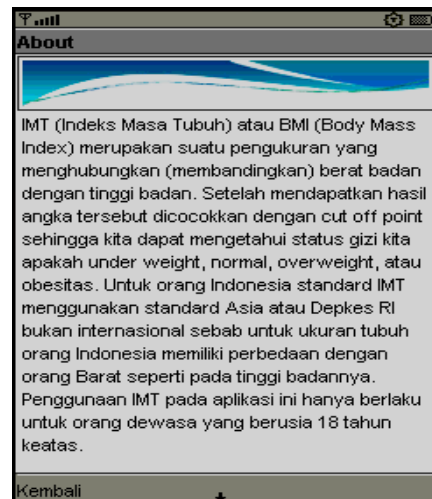 About
IMT (Indeks Masa Tubuh) atau BMI (Body Mass
Index) merupakan suatu pengukuran yang
menghubungkan (membandingkan) berat badan
dengan tinggi badan. Setelah mendapatkan hasil
angka tersebut dicocokkan dengan cut off point
sehingga kita dapat mengetahui status gizi kita
apakah under weight, normal, overweight, atau
obesitas. Untuk orang Indonesia standard IMT
menggunakan standard Asia atau Depkes RI
bukan internasional sebab untuk ukuran tubuh
orang Indonesia memiliki perbedaan dengan
orang Barat seperti pada tinggi badannya.
Penggunaan IMT pada aplikasi ini hanya berlaku
untuk orang dewasa yang berusia 18 tahun
keatas.
Kembali